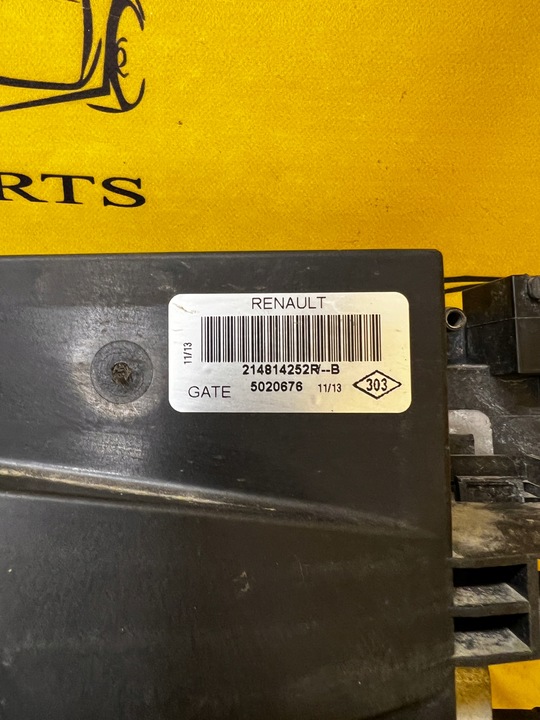 RTS
RENAULT
11/13
214814252R/--B
GATE 5020676 11/13 303